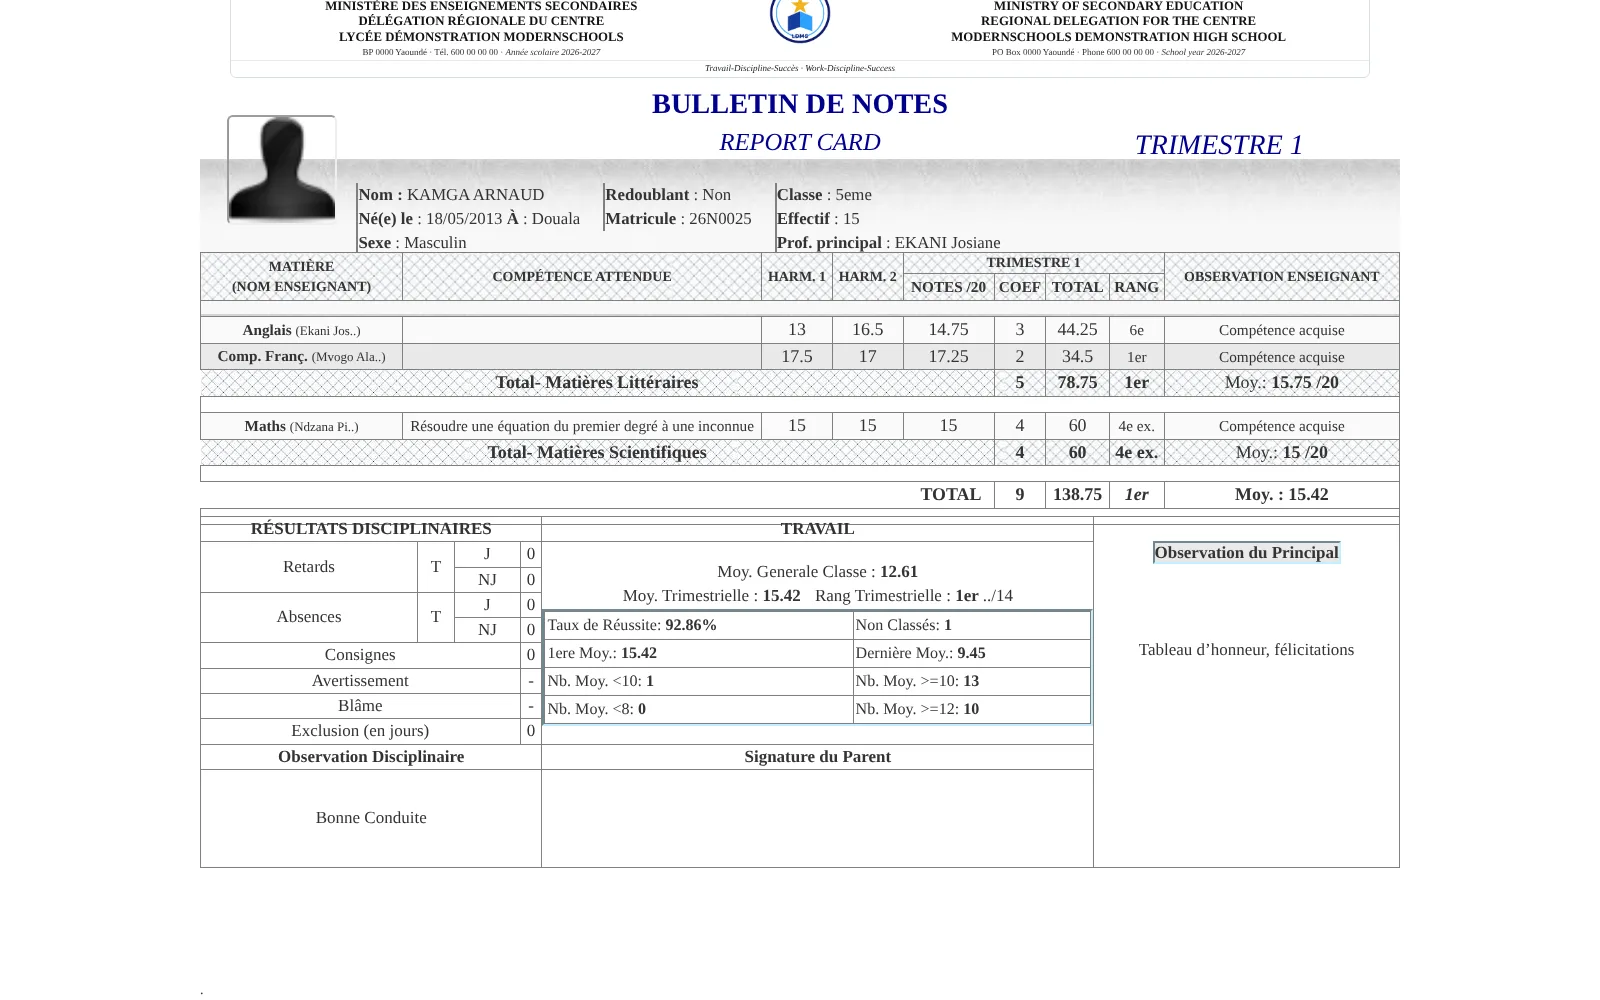 MINISTÈRE DES ENSEIGNEMENTS SECONDAIRES
DÉLÉGATION RÉGIONALE DU CENTRE
LYCÉE DÉMONSTRATION MODERNSCHOOLS
BP 0000 Yaoundé · Tél. 600 00 00 00 · Année scolaire 2026-2027
LDMS
MINISTRY OF SECONDARY EDUCATION
REGIONAL DELEGATION FOR THE CENTRE
MODERNSCHOOLS DEMONSTRATION HIGH SCHOOL
PO Box 0000 Yaoundé · Phone 600 00 00 00 · School year 2026-2027
Travail-Discipline-Succès · Work-Discipline-Success
BULLETIN DE NOTES
REPORT CARD
TRIMESTRE 1
Nom : KAMGA ARNAUD
Né(e) le : 18/05/2013 À : Douala
Sexe : Masculin
Redoublant : Non
Matricule : 26N0025
Classe : 5eme
Effectif : 15
Prof. principal : EKANI Josiane
MATIÈRE
(NOM ENSEIGNANT)
COMPÉTENCE ATTENDUE
HARM. 1
HARM. 2
TRIMESTRE 1
NOTES /20 COEF TOTAL RANG
OBSERVATION ENSEIGNANT
Anglais (Ekani Jos..) 13 16.5 14.75 3 44.25 6e Compétence acquise
Comp. Franç. (Mvogo Ala..) 17.5 17 17.25 2 34.5 1er Compétence acquise
Total- Matières Littéraires 5 78.75 1er Moy.: 15.75 /20
Maths (Ndzana Pi..) Résoudre une équation du premier degré à une inconnue 15 15 15 4 60 4e ex. Compétence acquise
Total- Matières Scientifiques 4 60 4e ex. Moy.: 15 /20
TOTAL 9 138.75 1er Moy. : 15.42
RÉSULTATS DISCIPLINAIRES
Retards T J 0
NJ 0
Absences T J 0
NJ 0
Consignes 0
Avertissement -
Blâme -
Exclusion (en jours) 0
Observation Disciplinaire
Bonne Conduite
TRAVAIL
Moy. Generale Classe : 12.61
Moy. Trimestrielle : 15.42 Rang Trimestrielle : 1er ../14
Taux de Réussite: 92.86% Non Classés: 1
1ere Moy.: 15.42 Dernière Moy.: 9.45
Nb. Moy. <10: 1 Nb. Moy. >=10: 13
Nb. Moy. <8: 0 Nb. Moy. >=12: 10
Signature du Parent
Observation du Principal
Tableau d’honneur, félicitations
.